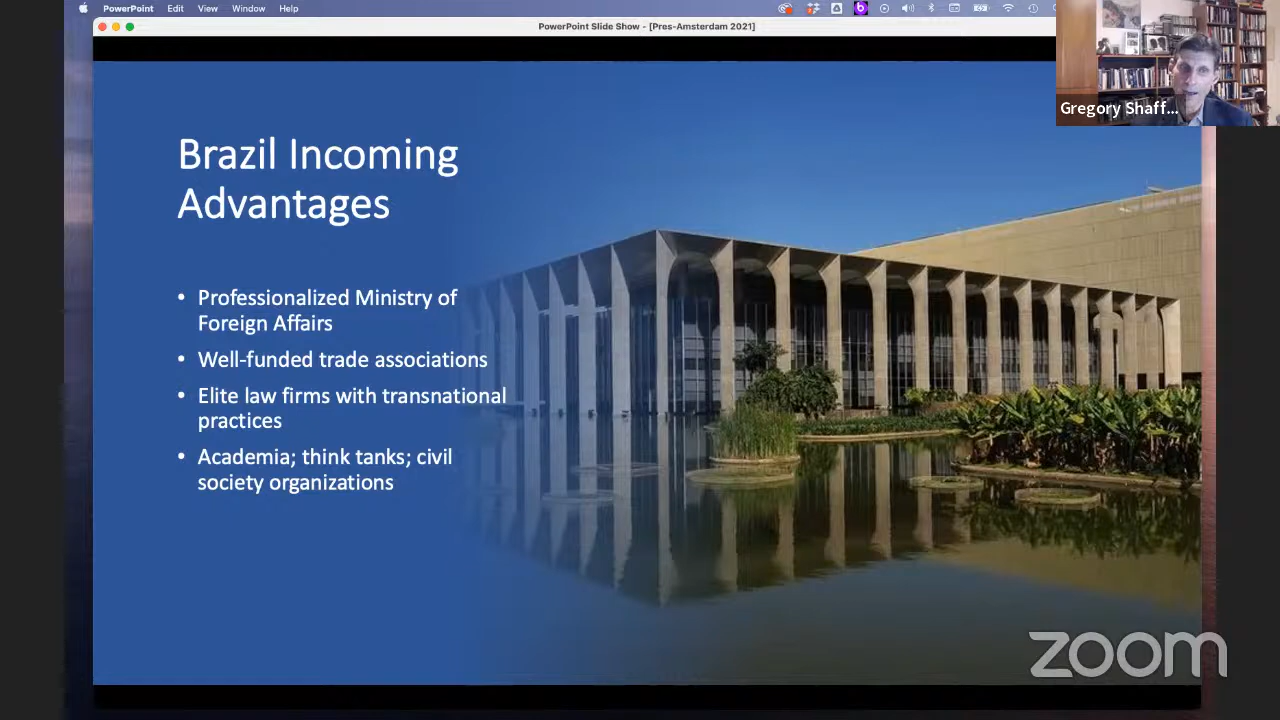 PowerPoint Edit View Window Help
PowerPoint Slide Show - [Pres-Amsterdam 2021]
Gregory Shaff...
Brazil Incoming
Advantages
• Professionalized Ministry of
Foreign Affairs
• Well-funded trade associations
• Elite law firms with transnational
practices
• Academia; think tanks; civil
society organizations
zoom